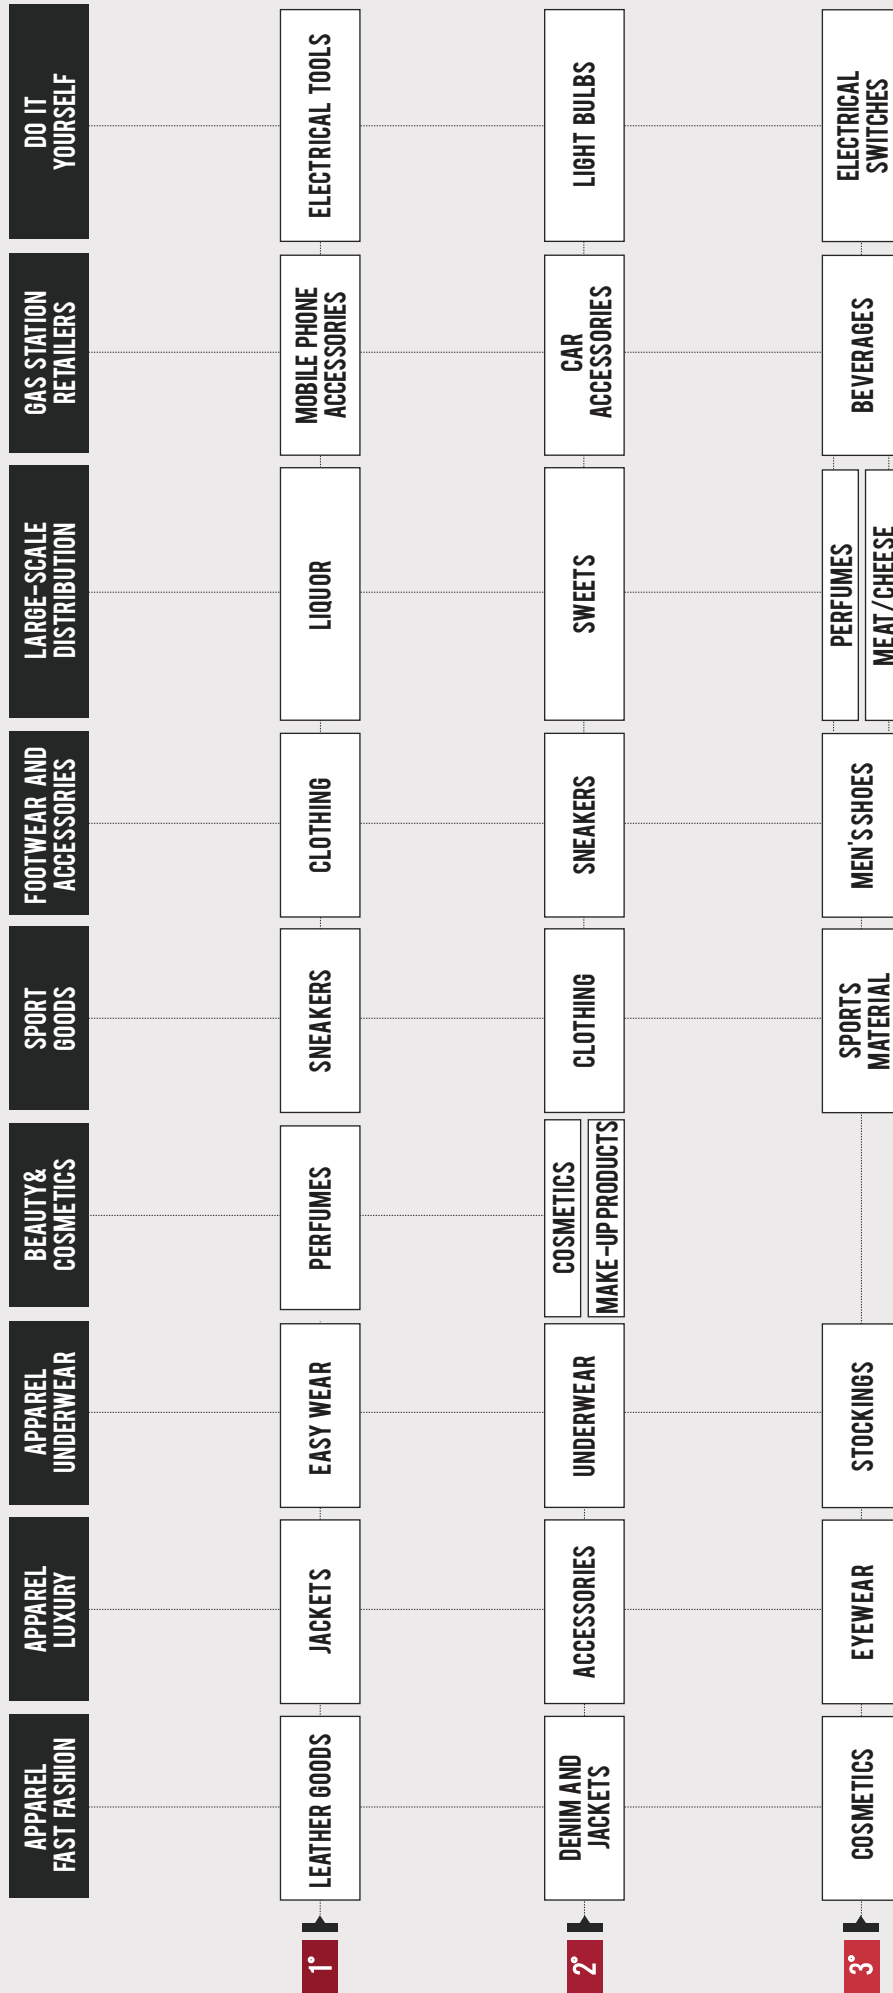 APPAREL
FAST FASHION
APPAREL
LUXURY
APPAREL
UNDERWEAR
BEAUTY&
COSMETICS
SPORT
GOODS
FOOTWEAR AND
ACCESSORIES
LARGE-SCALE
DISTRIBUTION
GAS STATION
RETAILERS
DO IT
YOURSELF
1°
LEATHER GOODS
JACKETS
EASY WEAR
PERFUMES
SNEAKERS
CLOTHING
LIQUOR
MOBILE PHONE
ACCESSORIES
ELECTRICAL TOOLS
2°
DENIM AND
JACKETS
ACCESSORIES
UNDERWEAR
COSMETICS
MAKE-UP PRODUCTS
CLOTHING
SNEAKERS
SWEETS
CAR
ACCESSORIES
LIGHT BULBS
3°
COSMETICS
EYEWEAR
STOCKINGS
SPORTS
MATERIAL
MEN'S SHOES
PERFUMES
MEAT/CHEESE
BEVERAGES
ELECTRICAL
SWITCHES